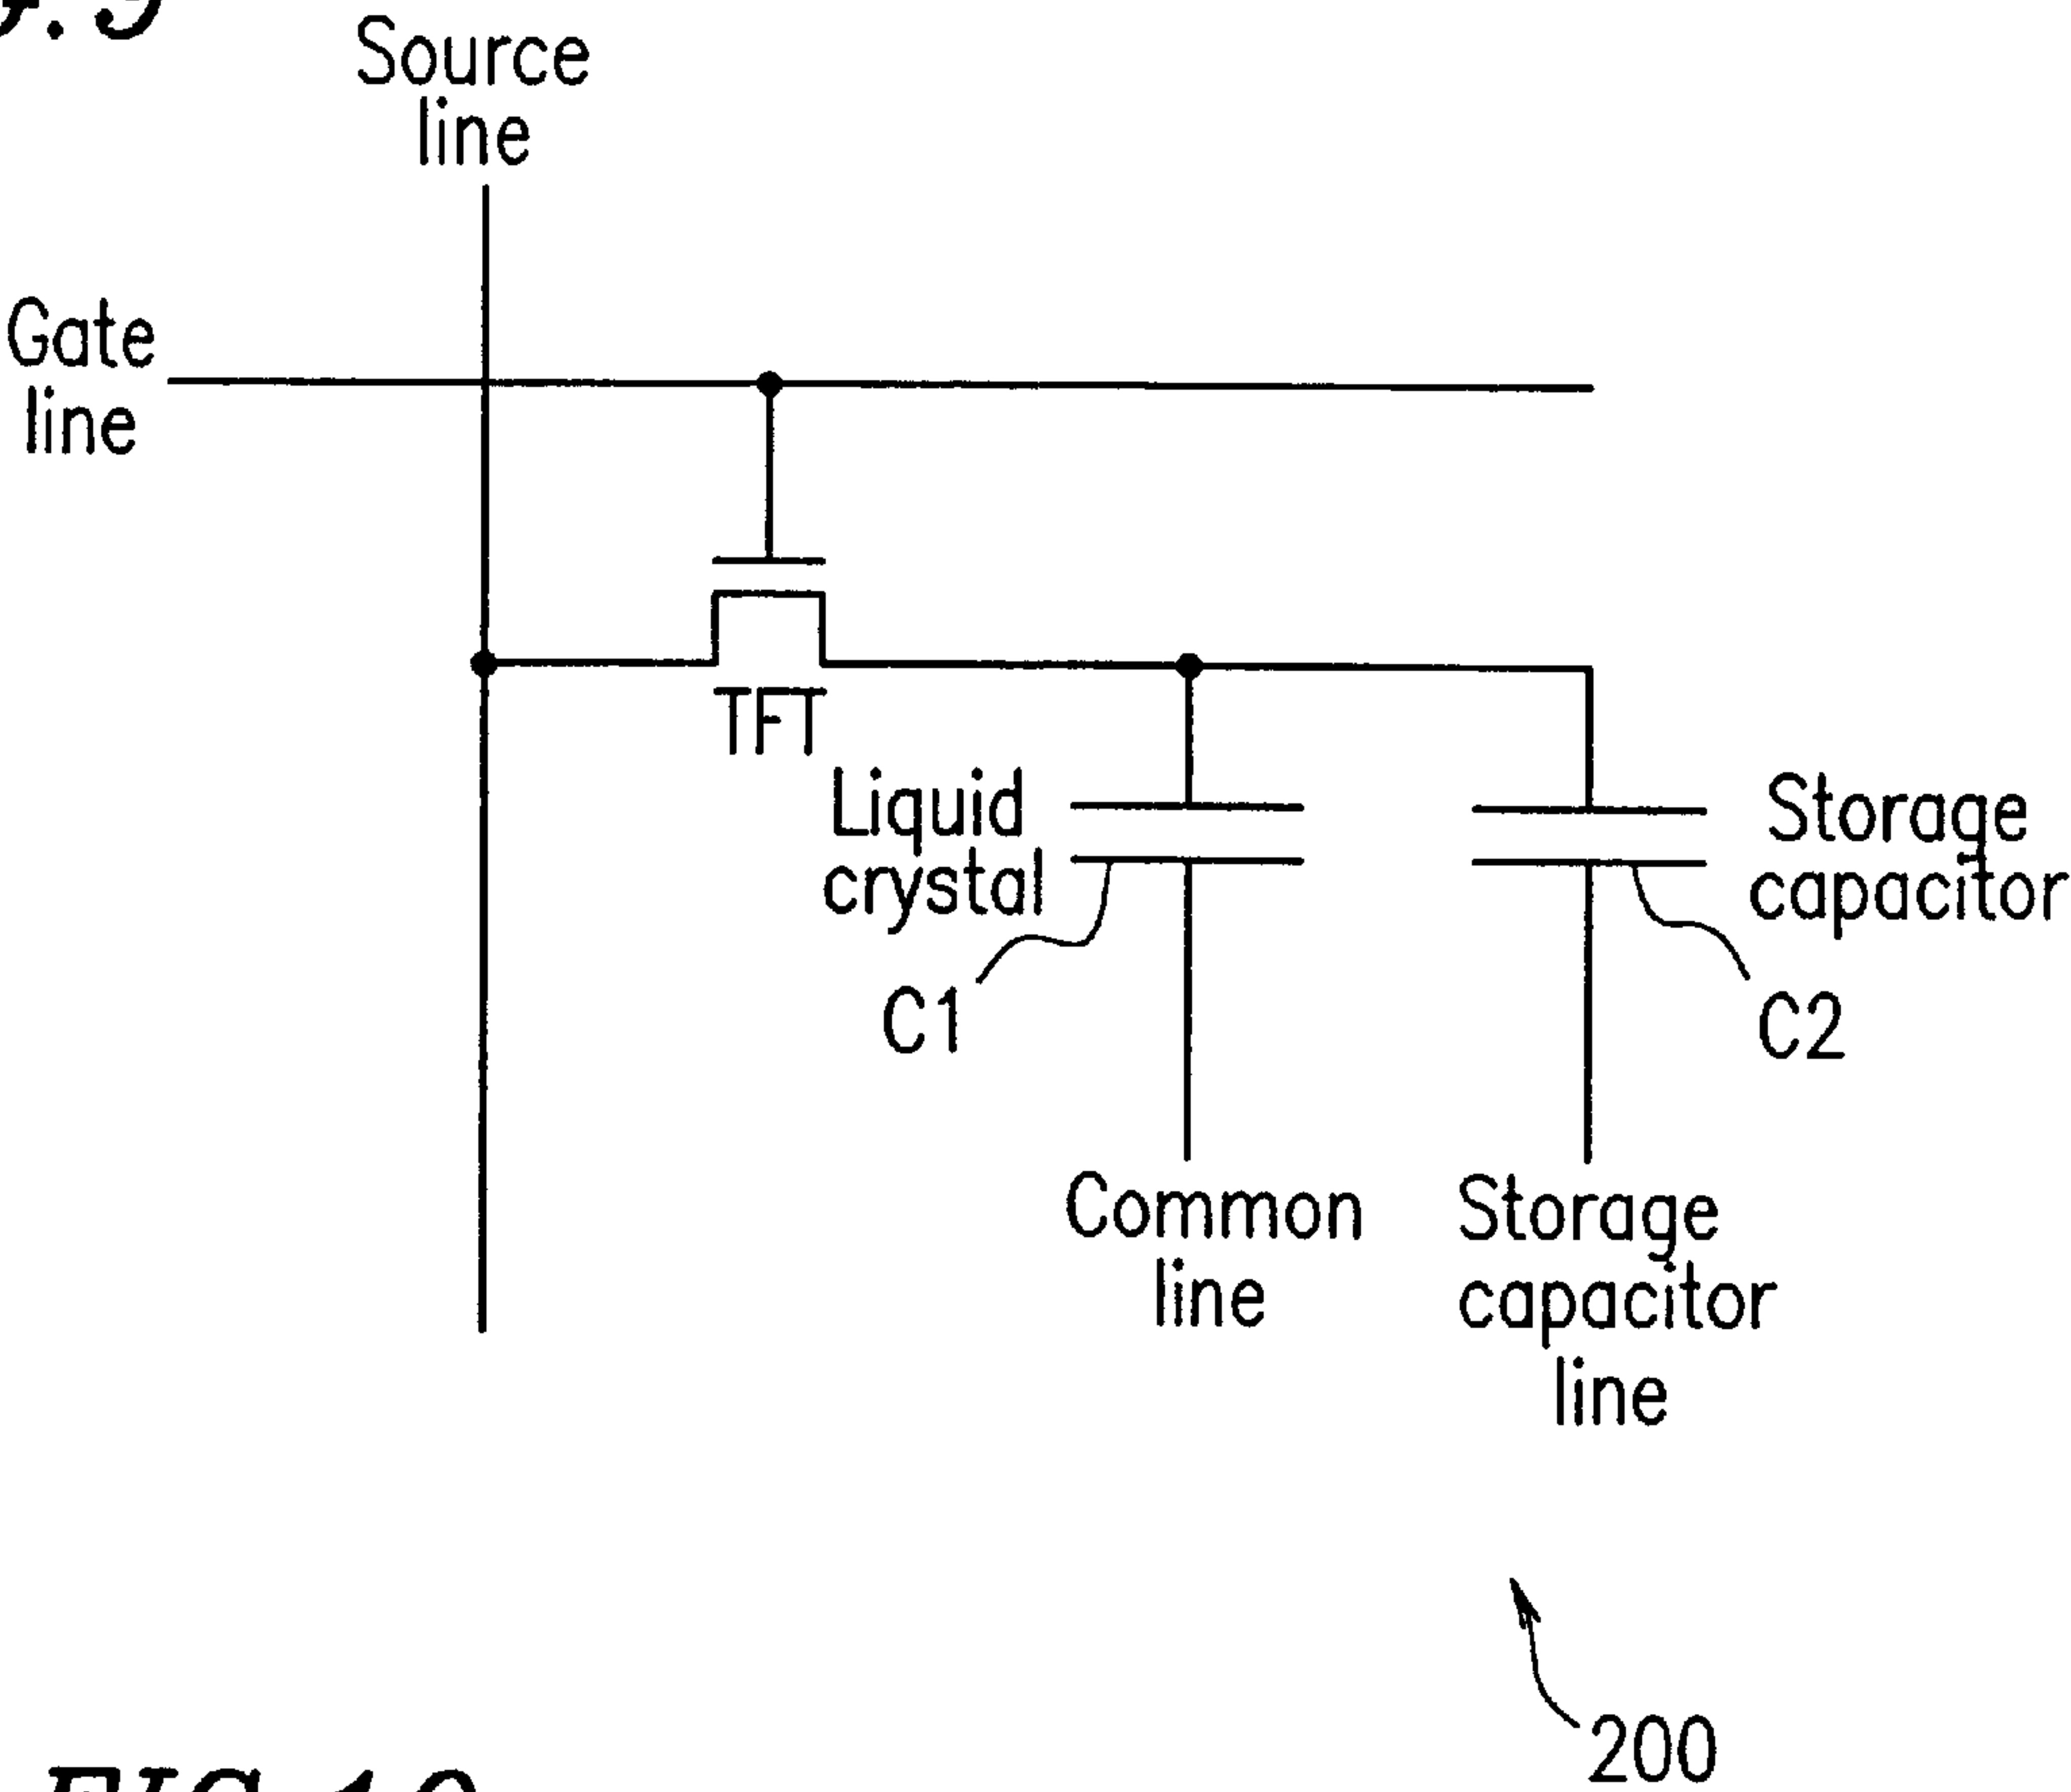 Source
line
Gate
line
TFT
Liquid
crystal
C1
Storage
capacitor
C2
Common
line
Storage
capacitor
line
200